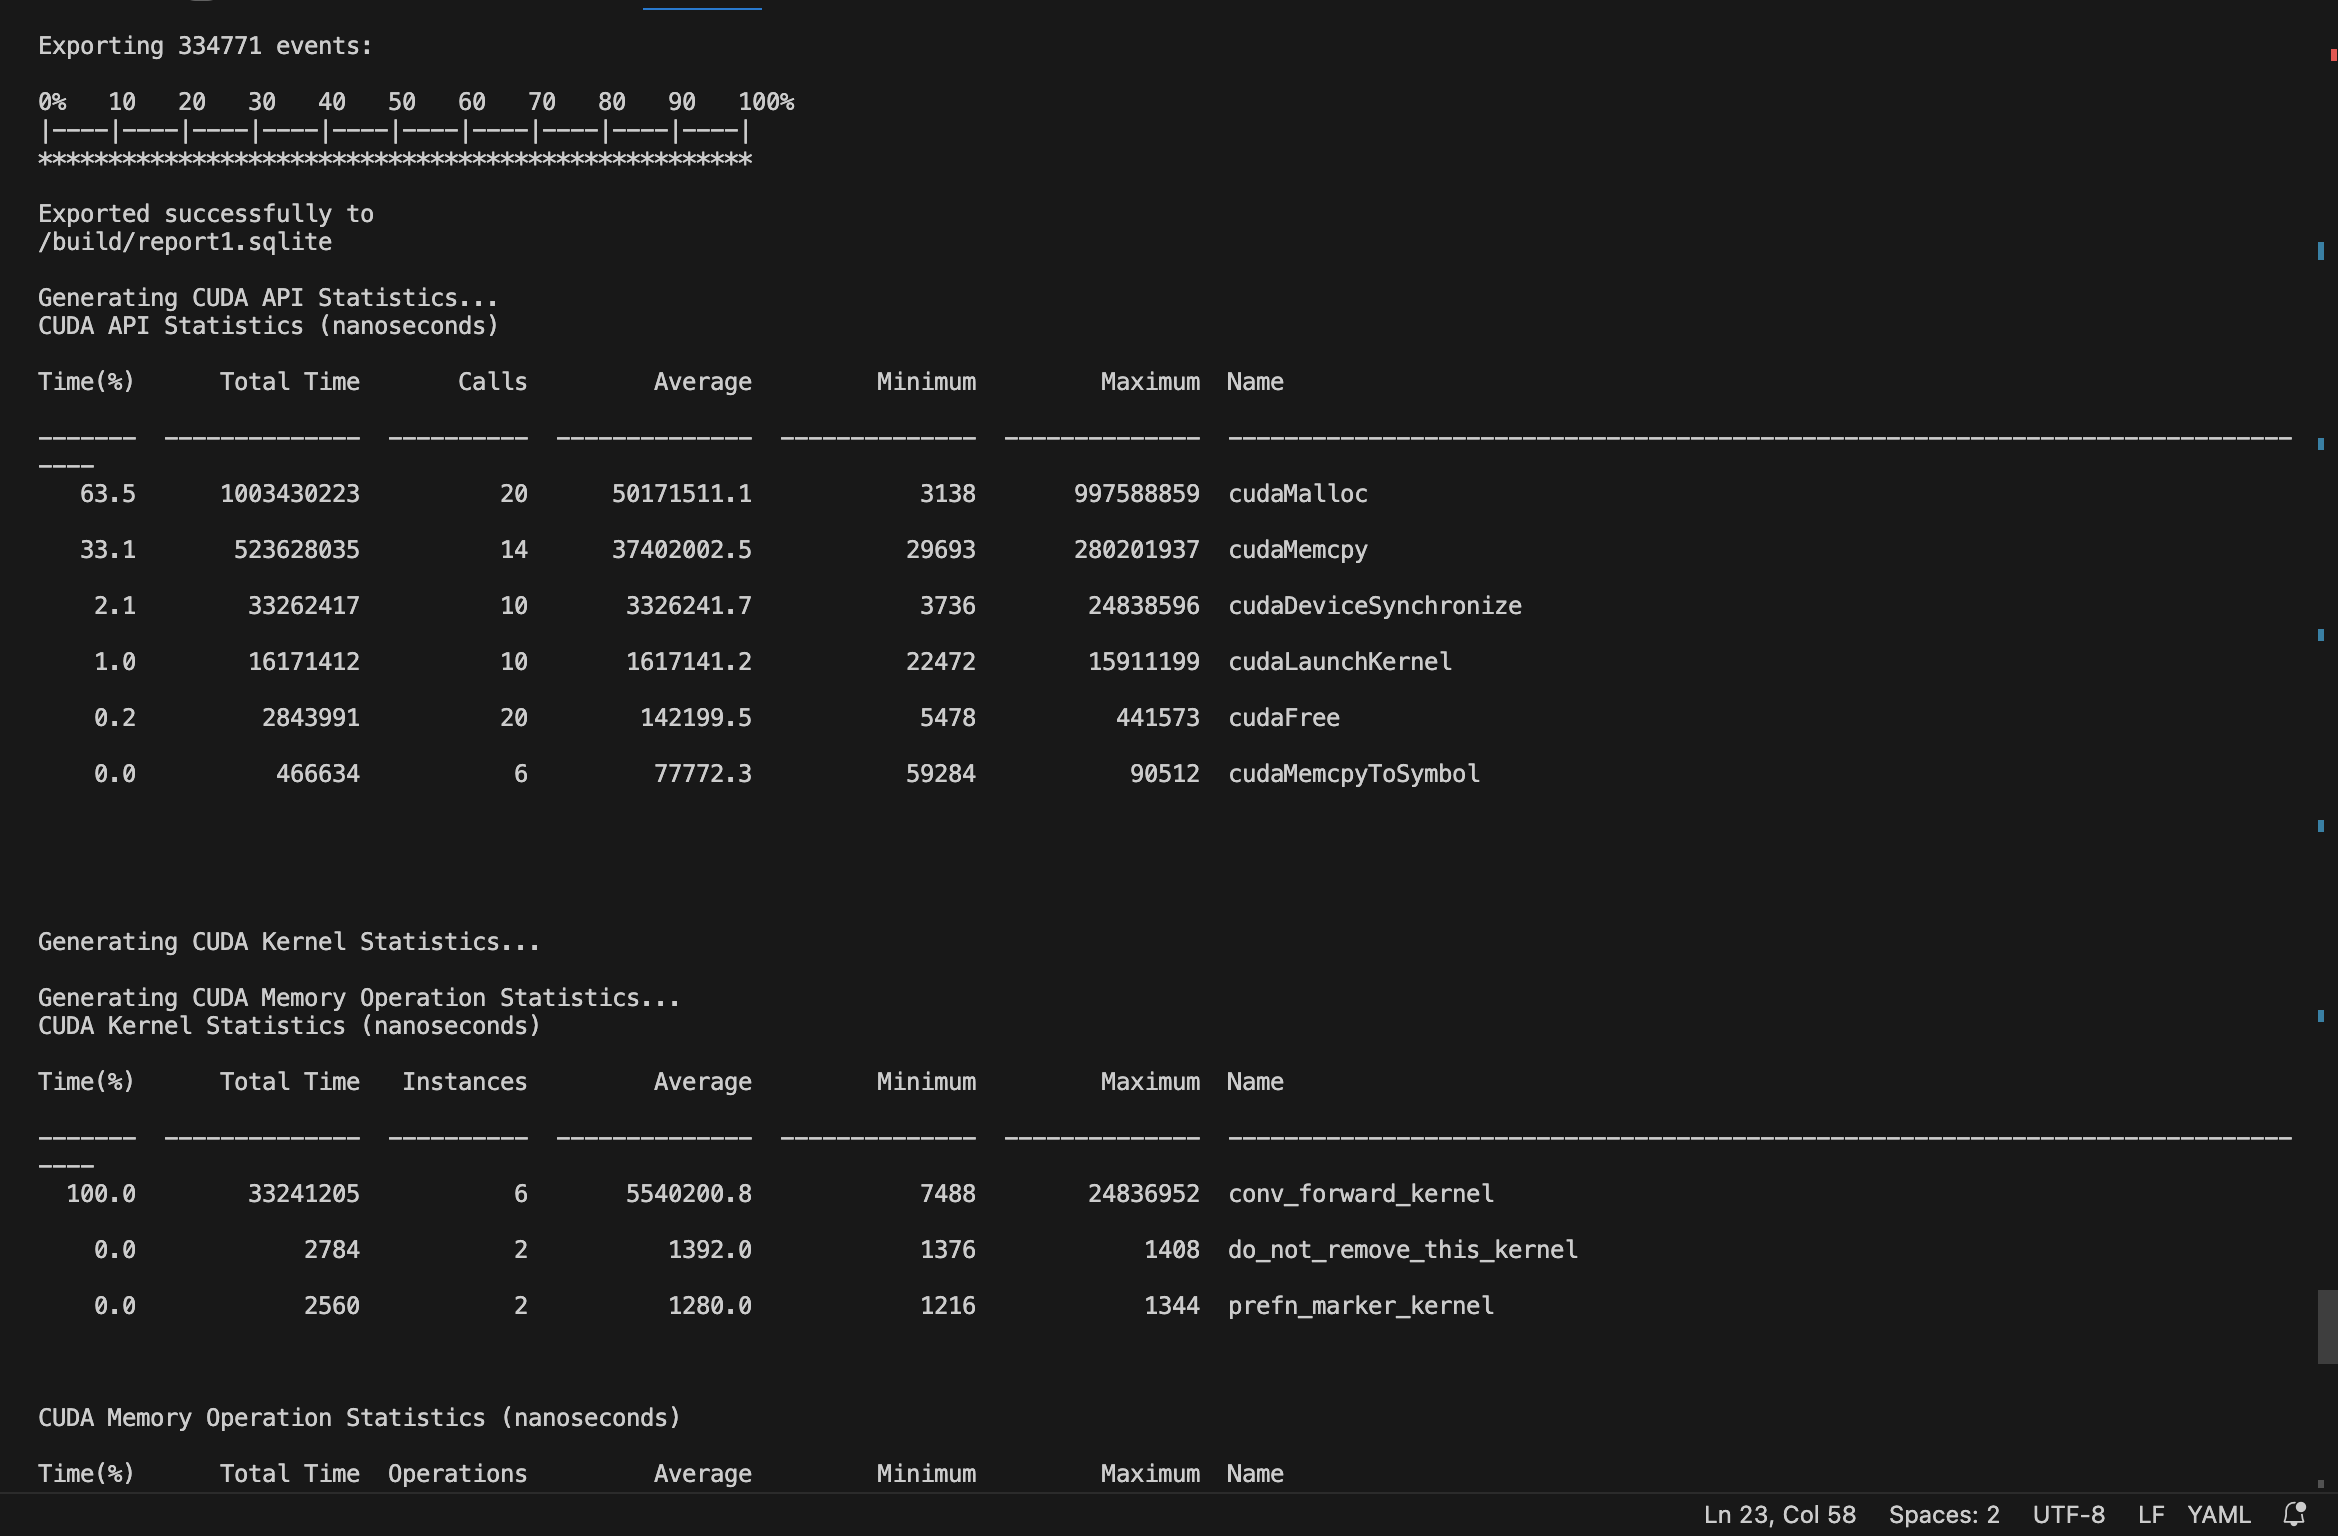 Exporting 334771 events:
0%   10   20   30   40   50   60   70   80   90   100%
|----|----|----|----|----|----|----|----|----|----|
***************************************************
Exported successfully to
/build/report1.sqlite
Generating CUDA API Statistics...
CUDA API Statistics (nanoseconds)
Time(%)      Total Time       Calls         Average         Minimum         Maximum  Name
-------  --------------  ----------  --------------  --------------  --------------  ----------------------------------------------------------------------------
----
   63.5      1003430223          20      50171511.1            3138       997588859  cudaMalloc
   33.1       523628035          14      37402002.5           29693       280201937  cudaMemcpy
    2.1        33262417          10       3326241.7            3736        24838596  cudaDeviceSynchronize
    1.0        16171412          10       1617141.2           22472        15911199  cudaLaunchKernel
    0.2         2843991          20        142199.5            5478          441573  cudaFree
    0.0          466634           6         77772.3           59284           90512  cudaMemcpyToSymbol
Generating CUDA Kernel Statistics...
Generating CUDA Memory Operation Statistics...
CUDA Kernel Statistics (nanoseconds)
Time(%)      Total Time   Instances         Average         Minimum         Maximum  Name
-------  --------------  ----------  --------------  --------------  --------------  ----------------------------------------------------------------------------
----
  100.0        33241205           6       5540200.8            7488        24836952  conv_forward_kernel
    0.0            2784           2          1392.0            1376            1408  do_not_remove_this_kernel
    0.0            2560           2          1280.0            1216            1344  prefn_marker_kernel
CUDA Memory Operation Statistics (nanoseconds)
Time(%)      Total Time  Operations         Average         Minimum         Maximum  Name
Ln 23, Col 58   Spaces: 2   UTF-8   LF   YAML